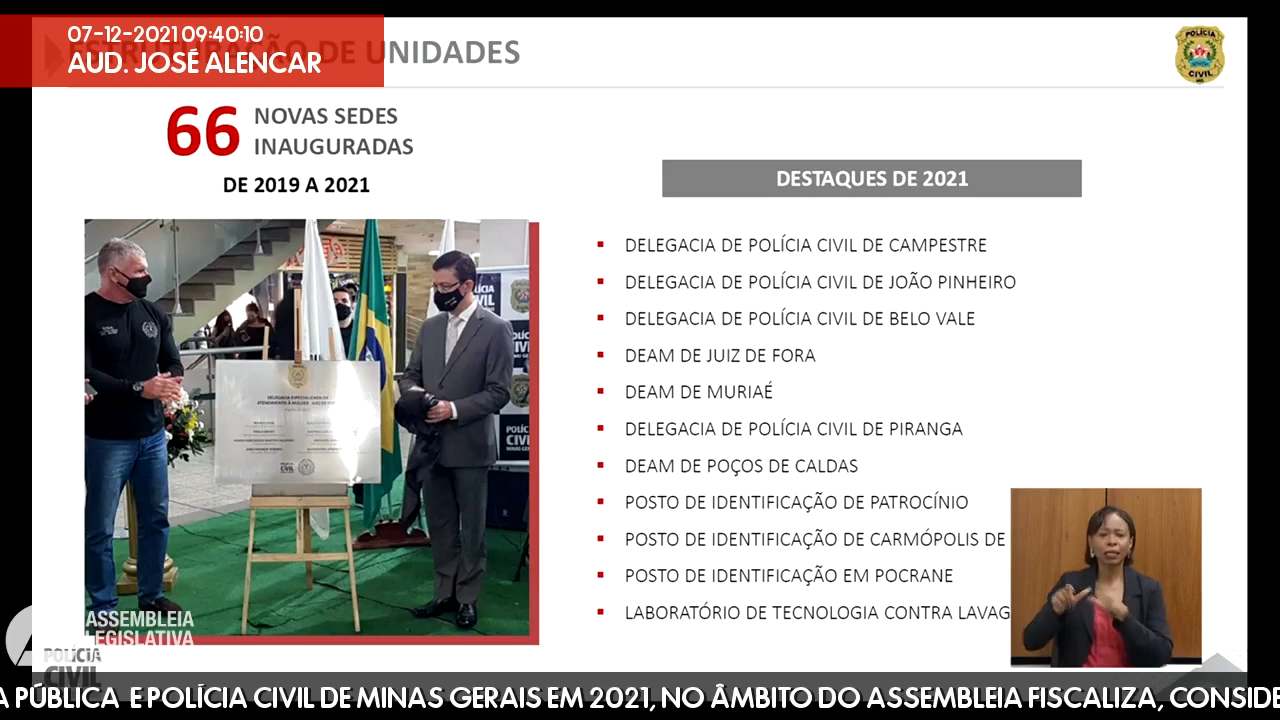 07-12-2021 09:40:10
AUD. JOSÉ ALENCAR
DE UNIDADES
66
NOVAS SEDES
INAUGURADAS
DE 2019 A 2021
DESTAQUES DE 2021
DELEGACIA DE POLÍCIA CIVIL DE CAMPESTRE
DELEGACIA DE POLÍCIA CIVIL DE JOÃO PINHEIRO
DELEGACIA DE POLÍCIA CIVIL DE BELO VALE
DEAM DE JUIZ DE FORA
DEAM DE MURIAÉ
DELEGACIA DE POLÍCIA CIVIL DE PIRANGA
DEAM DE POÇOS DE CALDAS
POSTO DE IDENTIFICAÇÃO DE PATROCÍNIO
POSTO DE IDENTIFICAÇÃO DE CARMÓPOLIS DE
POSTO DE IDENTIFICAÇÃO EM POCRANE
LABORATÓRIO DE TECNOLOGIA CONTRA LAVAG
POLÍCIA
CIVIL
ASSEMBLEIA
LEGISLATIVA
POLÍCIA
CIVIL
A PÚBLICA E POLÍCIA CIVIL DE MINAS GERAIS EM 2021, NO ÂMBITO DO ASSEMBLEIA FISCALIZA, CONSIDE